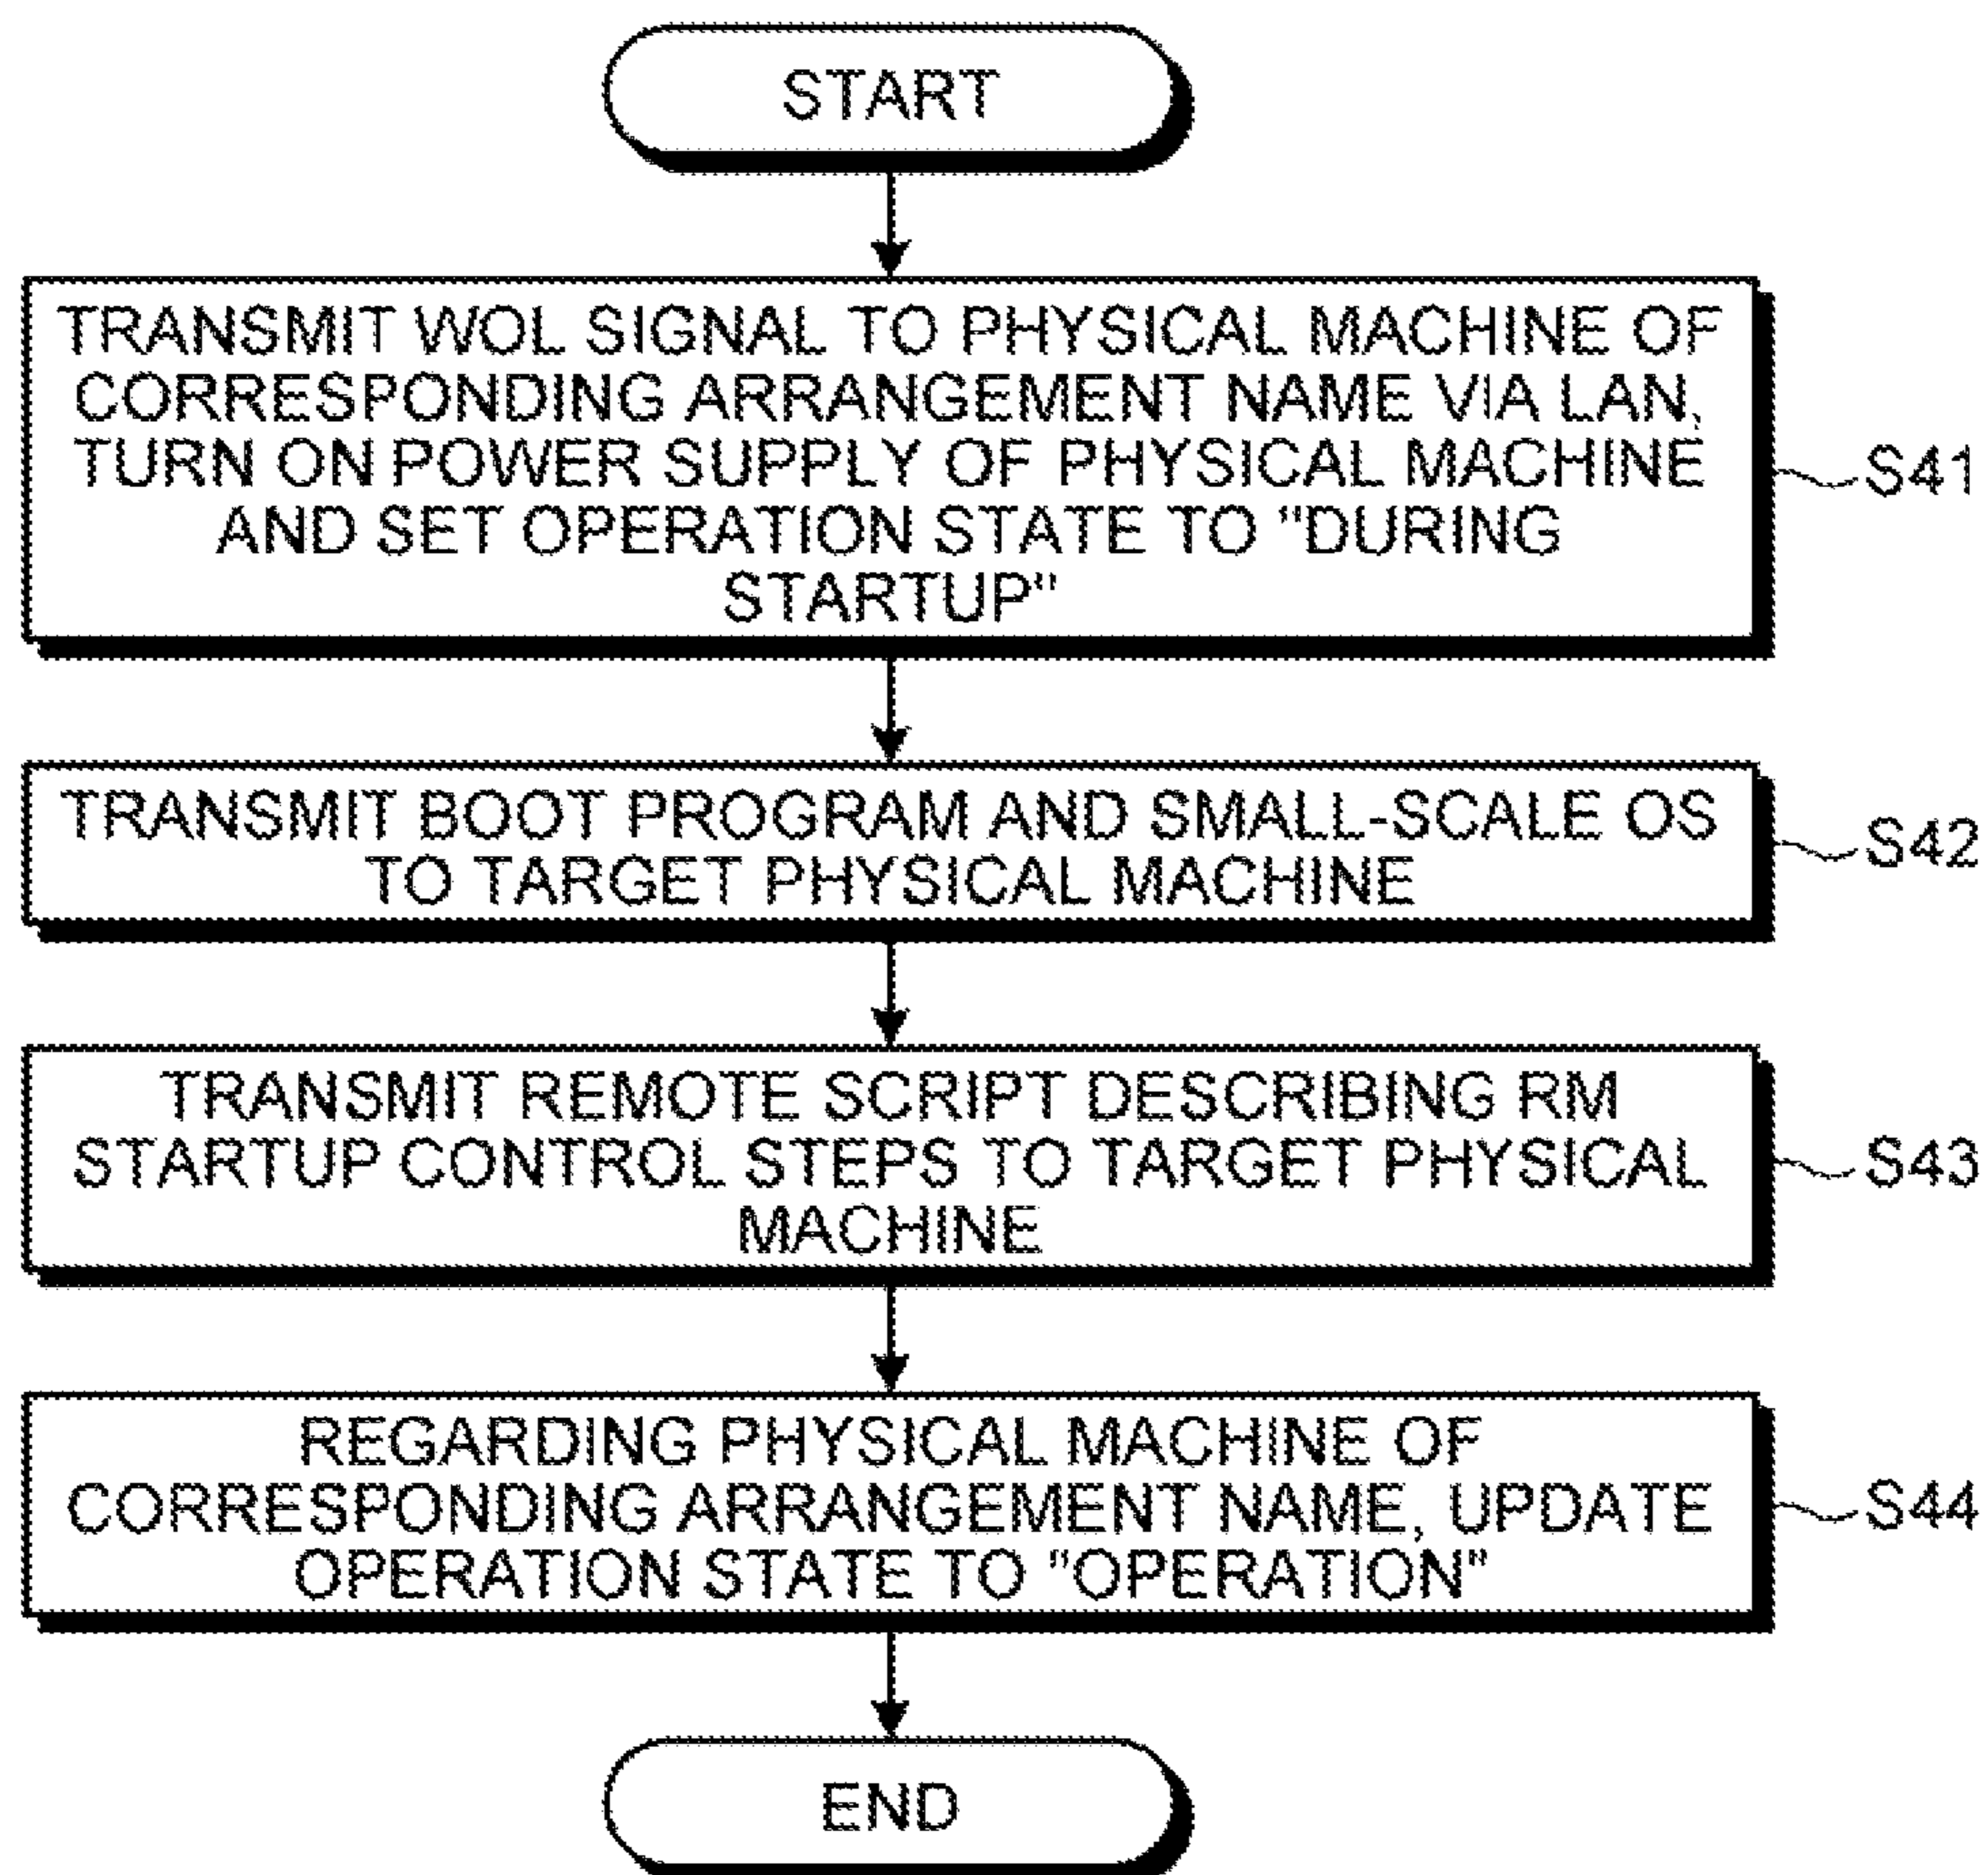 START
TRANSMIT WOL SIGNAL TO PHYSICAL MACHINE OF
CORRESPONDING ARRANGEMENT NAME VIA LAN,
TURN ON POWER SUPPLY OF PHYSICAL MACHINE
AND SET OPERATION STATE TO "DURING
STARTUP"
S41
TRANSMIT BOOT PROGRAM AND SMALL-SCALE OS
TO TARGET PHYSICAL MACHINE
S42
TRANSMIT REMOTE SCRIPT DESCRIBING RM
STARTUP CONTROL STEPS TO TARGET PHYSICAL
MACHINE
S43
REGARDING PHYSICAL MACHINE OF
CORRESPONDING ARRANGEMENT NAME, UPDATE
OPERATION STATE TO "OPERATION"
S44
END